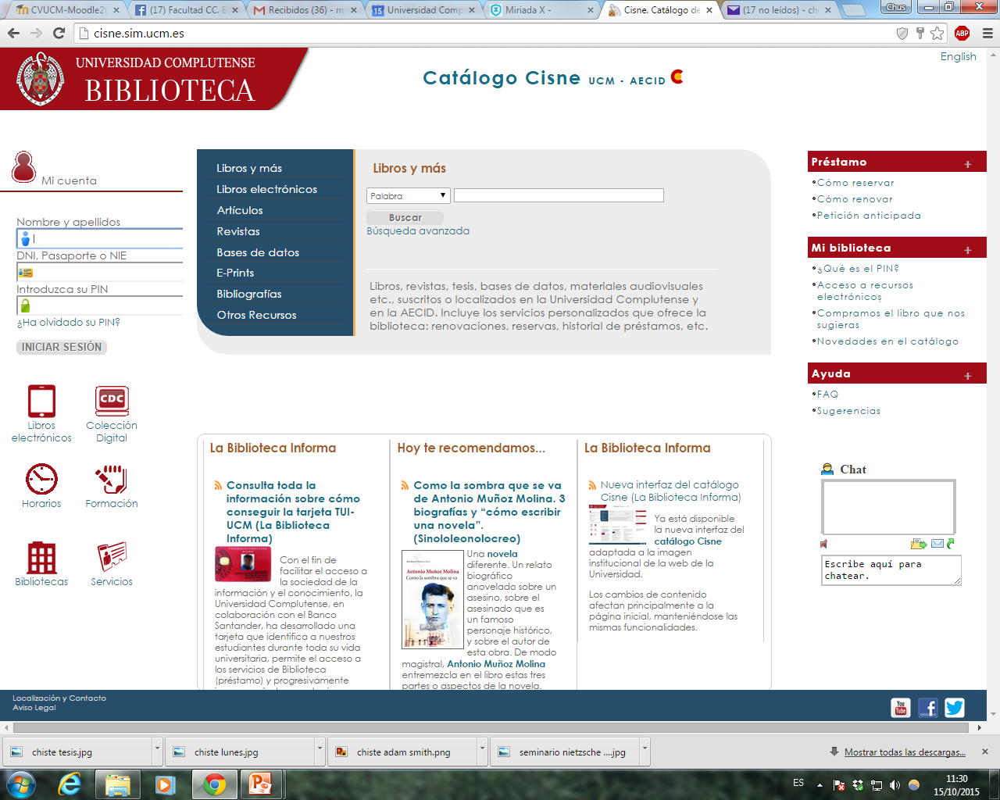 CVUCM-Moodle2
(17) Facultad CC. E
Recibidos (36) - m
Universidad Comp
Miriada X -
Cisne. Catálogo de
(17 no leídos) - ch
Chus
cisne.sim.ucm.es
ABP
UNIVERSIDAD COMPLUTENSE
BIBLIOTECA
Catálogo Cisne UCM - AECID
English
Mi cuenta
Nombre y apellidos
DNI, Pasaporte o NIE
Introduzca su PIN
¿Ha olvidado su PIN?
INICIAR SESIÓN
Libros electrónicos
CDC
Colección Digital
Horarios
Formación
Bibliotecas
Servicios
Libros y más
Libros electrónicos
Artículos
Revistas
Bases de datos
E-Prints
Bibliografías
Otros Recursos
Libros y más
Palabra
Buscar
Búsqueda avanzada
Libros, revistas, tesis, bases de datos, materiales audiovisuales
etc., suscritos o localizados en la Universidad Complutense y
en la AECID. Incluye los servicios personalizados que ofrece la
biblioteca: renovaciones, reservas, historial de préstamos, etc.
Préstamo +
Cómo reservar
Cómo renovar
Petición anticipada
Mi biblioteca +
¿Qué es el PIN?
Acceso a recursos
electrónicos
Compramos el libro que nos
sugieras
Novedades en el catálogo
Ayuda +
FAQ
Sugerencias
Chat
Escribe aquí para
chatear.
La Biblioteca Informa
Consulta toda la
información sobre cómo
conseguir la tarjeta TUI-
UCM (La Biblioteca
Informa)
Con el fin de
facilitar el acceso a
la sociedad de la
información y el conocimiento, la
Universidad Complutense, en
colaboración con el Banco
Santander, ha desarrollado una
tarjeta que identifica a nuestros
estudiantes durante toda su vida
universitaria, permite el acceso a
los servicios de Biblioteca
(préstamo) y progresivamente
Hoy te recomendamos...
Como la sombra que se va
de Antonio Muñoz Molina. 3
biografías y “cómo escribir
una novela”.
(Sinololeonolocreo)
Antonio Muñoz Molina
Como la sombra que se va
Una novela
diferente. Un relato
biográfico
anovelado sobre un
asesino, sobre el
asesinado que es
un famoso
personaje histórico,
y sobre el autor de
esta obra. De modo
magistral, Antonio Muñoz Molina
entremezcla en el libro estas tres
partes o aspectos de la novela.
La Biblioteca Informa
Nueva interfaz del catálogo
Cisne (La Biblioteca Informa)
Ya está disponible
la nueva interfaz del
catálogo Cisne
adaptada a la imagen
institucional de la web de la
Universidad.
Los cambios de contenido
afectan principalmente a la
página inicial, manteniéndose las
mismas funcionalidades.
Localización y Contacto
Aviso Legal
You Tube
chiste tesis.jpg
chiste lunes.jpg
chiste adam smith.png
seminario nietzsche ....jpg
Mostrar todas las descargas...
ES
11:30
15/10/2015